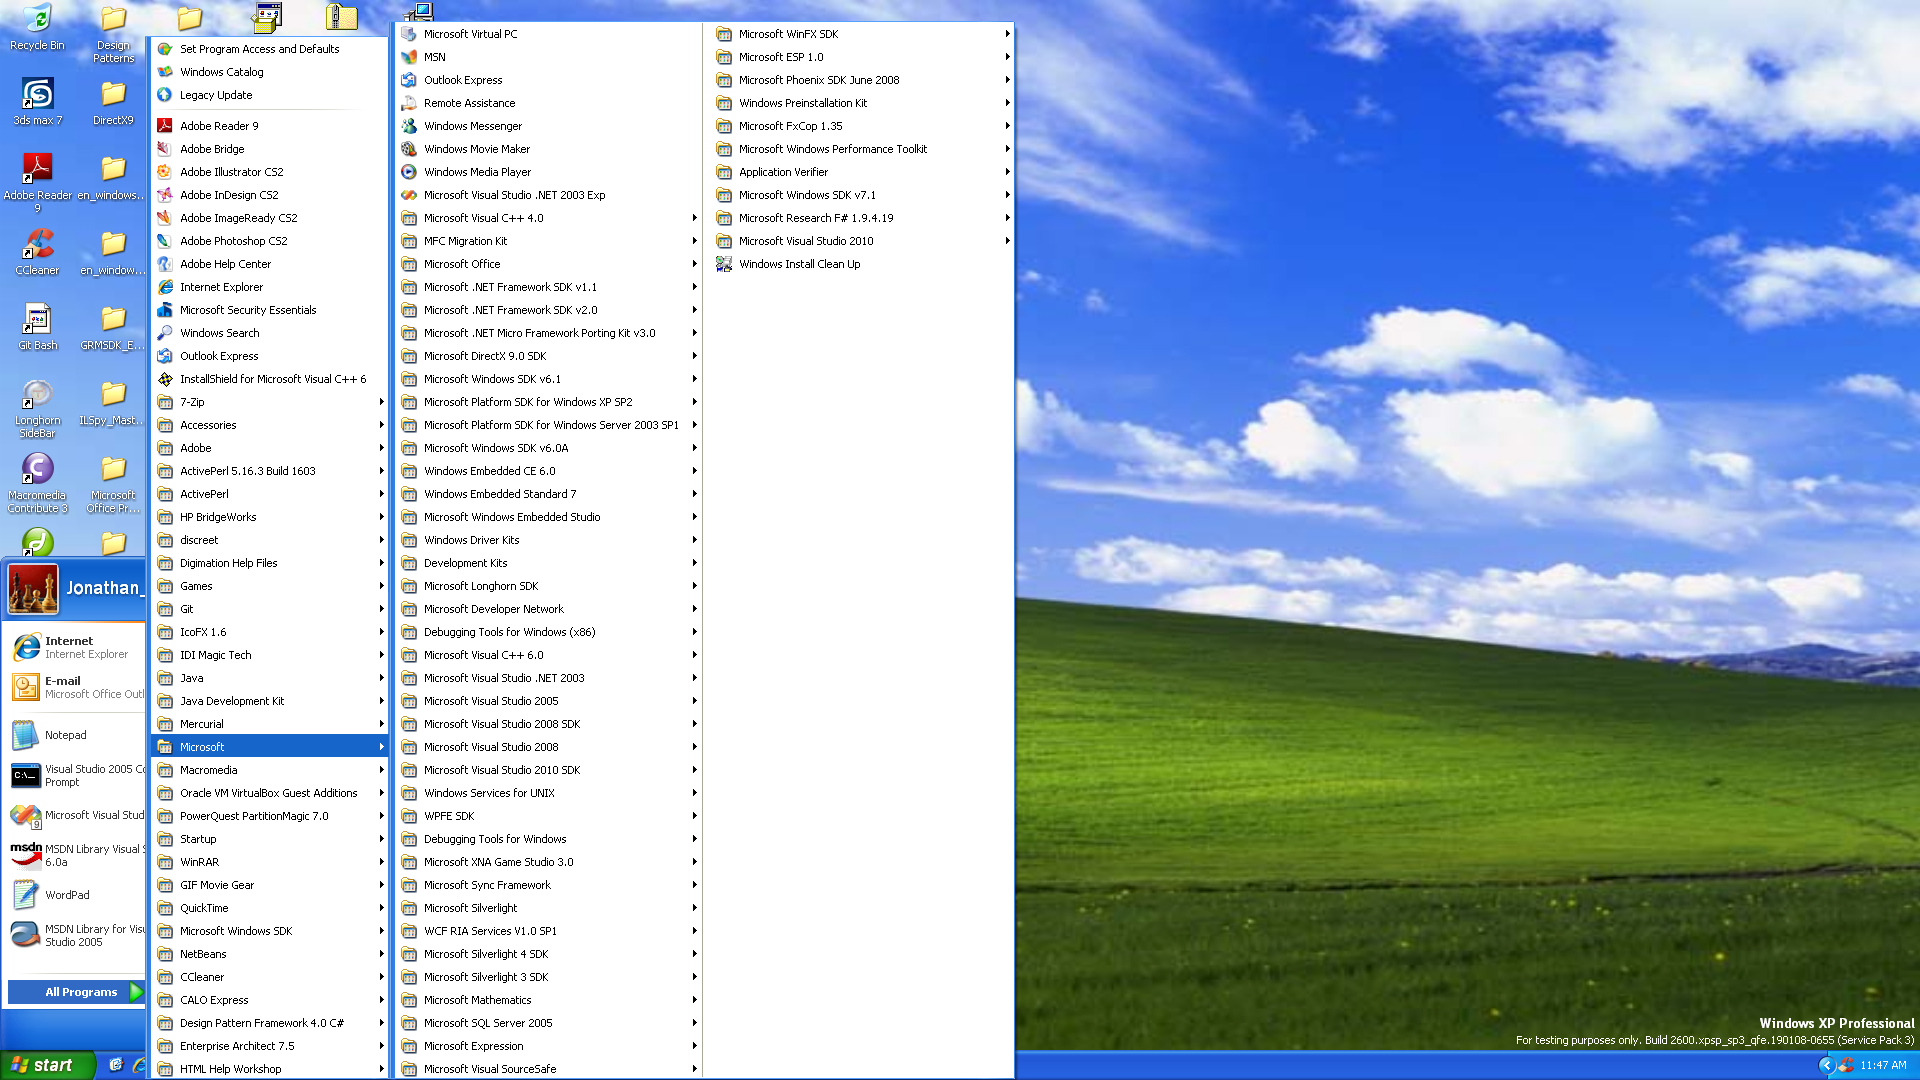 Recycle Bin
Design
Patterns
3ds max 7
DirectX9
Adobe Reader
9
en_windows...
CCleaner
en_window...
Git Bash
GRMSDK_E...
Longhorn
SideBar
ILSpy_Mast...
Macromedia
Contribute 3
Microsoft
Office Pr...
Jonathan_
Internet
Internet Explorer
E-mail
Microsoft Office Outl
Notepad
Visual Studio 2005 Co
Prompt
Microsoft Visual Stud
MSDN Library Visual S
6.0a
WordPad
MSDN Library for Visu
Studio 2005
All Programs
start
Set Program Access and Defaults
Windows Catalog
Legacy Update
Adobe Reader 9
Adobe Bridge
Adobe Illustrator CS2
Adobe InDesign CS2
Adobe ImageReady CS2
Adobe Photoshop CS2
Adobe Help Center
Internet Explorer
Microsoft Security Essentials
Windows Search
Outlook Express
InstallShield for Microsoft Visual C++ 6
7-Zip
Accessories
Adobe
ActivePerl 5.16.3 Build 1603
ActivePerl
HP BridgeWorks
discreet
Digimation Help Files
Games
Git
IcoFX 1.6
IDI Magic Tech
Java
Java Development Kit
Mercurial
Microsoft
Macromedia
Oracle VM VirtualBox Guest Additions
PowerQuest PartitionMagic 7.0
Startup
WinRAR
GIF Movie Gear
QuickTime
Microsoft Windows SDK
NetBeans
CCleaner
CALO Express
Design Pattern Framework 4.0 C#
Enterprise Architect 7.5
HTML Help Workshop
Microsoft Virtual PC
MSN
Outlook Express
Remote Assistance
Windows Messenger
Windows Movie Maker
Windows Media Player
Microsoft Visual Studio .NET 2003 Exp
Microsoft Visual C++ 4.0
MFC Migration Kit
Microsoft Office
Microsoft .NET Framework SDK v1.1
Microsoft .NET Framework SDK v2.0
Microsoft .NET Micro Framework Porting Kit v3.0
Microsoft DirectX 9.0 SDK
Microsoft Windows SDK v6.1
Microsoft Platform SDK for Windows XP SP2
Microsoft Platform SDK for Windows Server 2003 SP1
Microsoft Windows SDK v6.0A
Windows Embedded CE 6.0
Windows Embedded Standard 7
Microsoft Windows Embedded Studio
Windows Driver Kits
Development Kits
Microsoft Longhorn SDK
Microsoft Developer Network
Debugging Tools for Windows (x86)
Microsoft Visual C++ 6.0
Microsoft Visual Studio .NET 2003
Microsoft Visual Studio 2005
Microsoft Visual Studio 2008 SDK
Microsoft Visual Studio 2008
Microsoft Visual Studio 2010 SDK
Windows Services for UNIX
WPFE SDK
Debugging Tools for Windows
Microsoft XNA Game Studio 3.0
Microsoft Sync Framework
Microsoft Silverlight
WCF RIA Services V1.0 SP1
Microsoft Silverlight 4 SDK
Microsoft Silverlight 3 SDK
Microsoft Mathematics
Microsoft SQL Server 2005
Microsoft Expression
Microsoft Visual SourceSafe
Microsoft WinFX SDK
Microsoft ESP 1.0
Microsoft Phoenix SDK June 2008
Windows Preinstallation Kit
Microsoft FxCop 1.35
Microsoft Windows Performance Toolkit
Application Verifier
Microsoft Windows SDK v7.1
Microsoft Research F# 1.9.4.19
Microsoft Visual Studio 2010
Windows Install Clean Up
Windows XP Professional
For testing purposes only. Build 2600.xpsp_sp3_qfe.190108-0655 (Service Pack 3)
11:47 AM